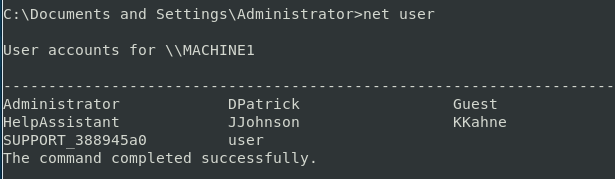 C:\Documents and Settings\Administrator>net user
User accounts for \\MACHINE1
-------------------------------------------------------------------------------
Administrator            DPatrick                 Guest
HelpAssistant            JJohnson                 KKahne
SUPPORT_388945a0         user
The command completed successfully.